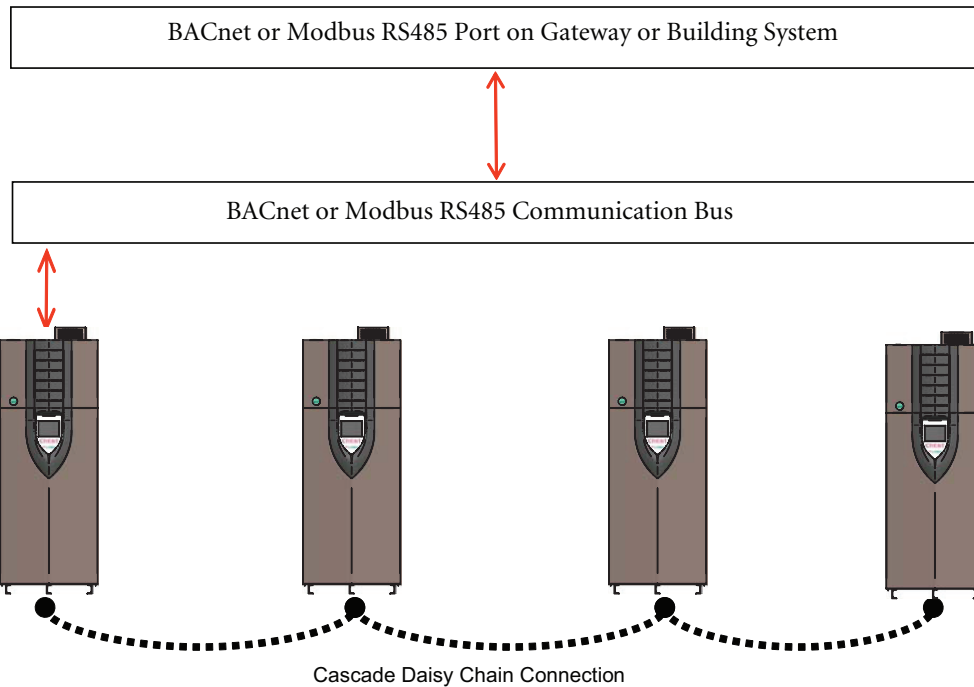 BACnet or Modbus RS485 Port on Gateway or Building System
BACnet or Modbus RS485 Communication Bus
Cascade Daisy Chain Connection